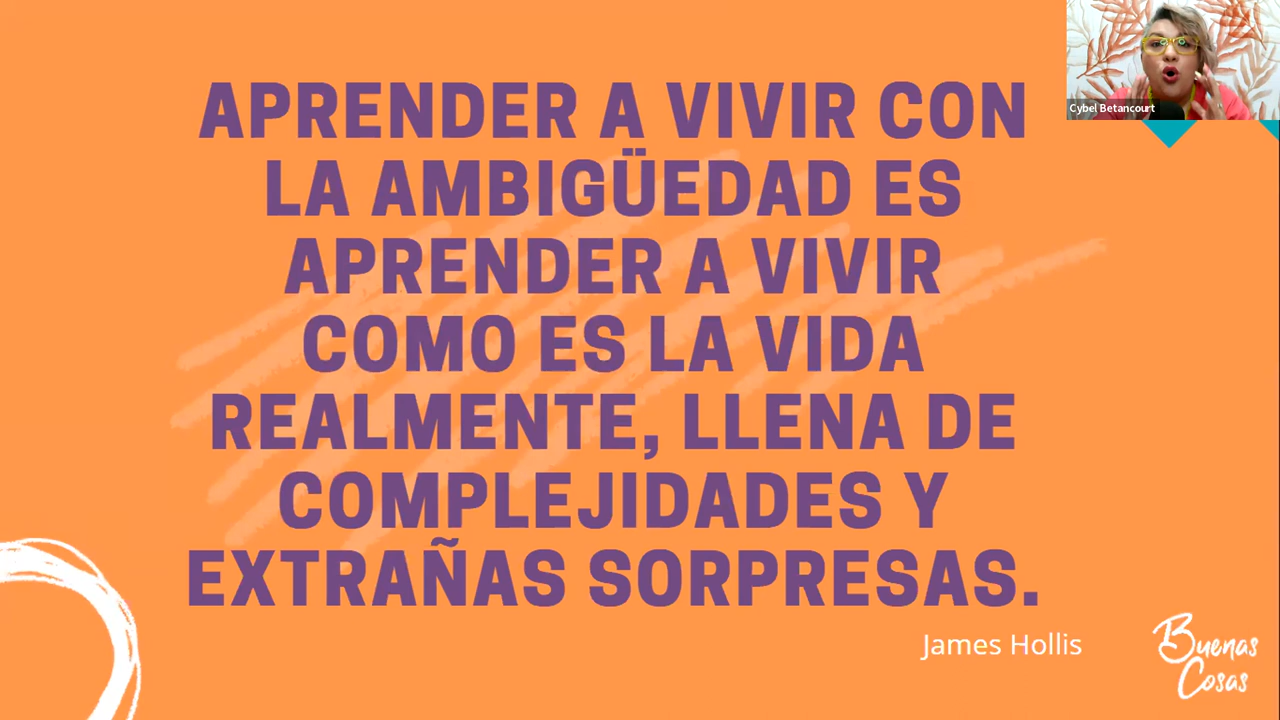 Cybel Betancourt
APRENDER A VIVIR CON
LA AMBIGÜEDAD ES
APRENDER A VIVIR
COMO ES LA VIDA
REALMENTE, LLENA DE
COMPLEJIDADES Y
EXTRAÑAS SORPRESAS.
James Hollis
Buenas
Cosas